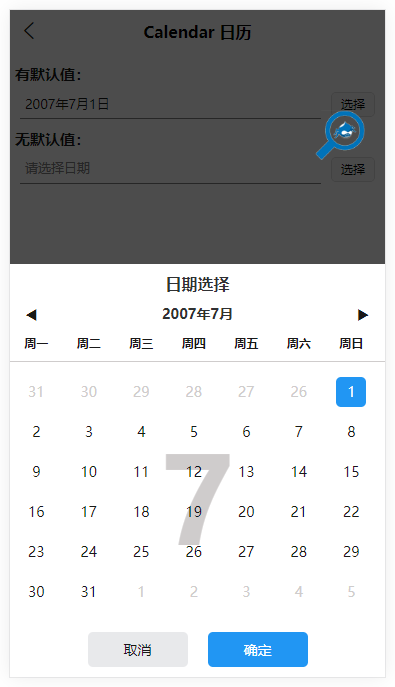 Calendar 日历
有默认值：
2007年7月1日 选择
无默认值：
请选择日期 选择
日期选择
◀ 2007年7月 ▶
周一 周二 周三 周四 周五 周六 周日
31 30 29 28 27 26 1
2 3 4 5 6 7 8
9 10 11 12 13 14 15
7
16 17 18 19 20 21 22
23 24 25 26 27 28 29
30 31 1 2 3 4 5
取消 确定